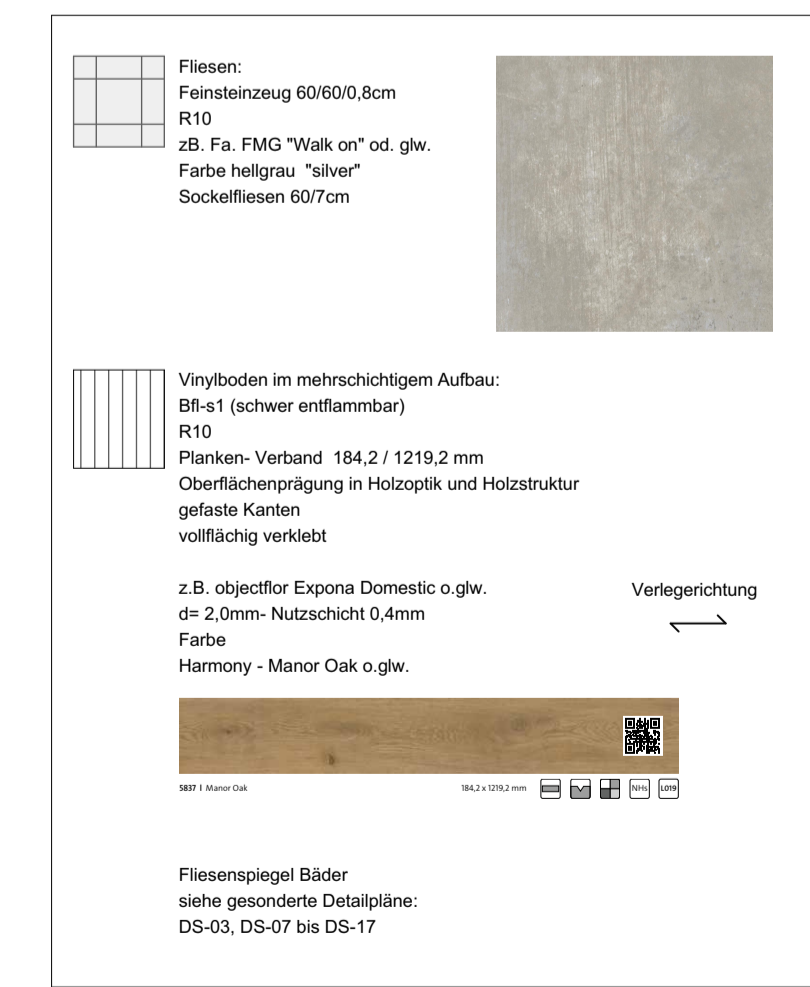 Fliesen:
Feinsteinzeug 60/60/0,8cm
R10
zB. Fa. FMG "Walk on" od. glw.
Farbe hellgrau "silver"
Sockelfliesen 60/7cm
Vinylboden im mehrschichtigem Aufbau:
Bfl-s1 (schwer entflammbar)
R10
Planken- Verband 184,2 / 1219,2 mm
Oberflächenprägung in Holzoptik und Holzstruktur
gefaste Kanten
vollflächig verklebt
z.B. objectflor Expona Domestic o.glw.
d= 2,0mm- Nutzschicht 0,4mm
Farbe
Harmony - Manor Oak o.glw.
Verlegerichtung
5837 I Manor Oak
184,2 x 1219,2 mm
NHs
L019
Fliesenspiegel Bäder
siehe gesonderte Detailpläne:
DS-03, DS-07 bis DS-17